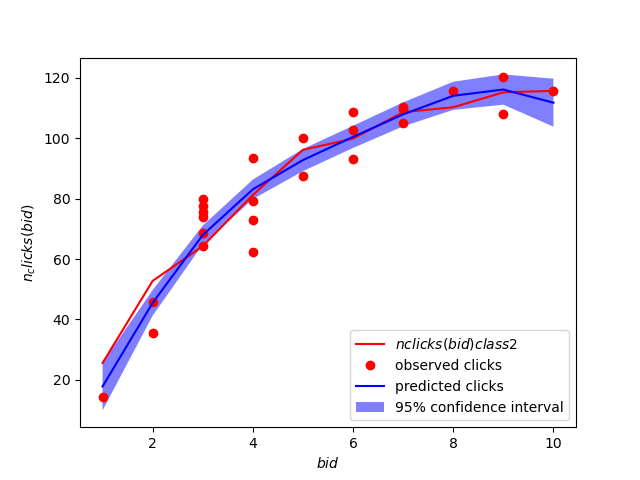 120
100
80
60
40
20
n_clicks(bid)
nclicks(bid)class2
observed clicks
predicted clicks
95% confidence interval
2
4
6
8
10
bid